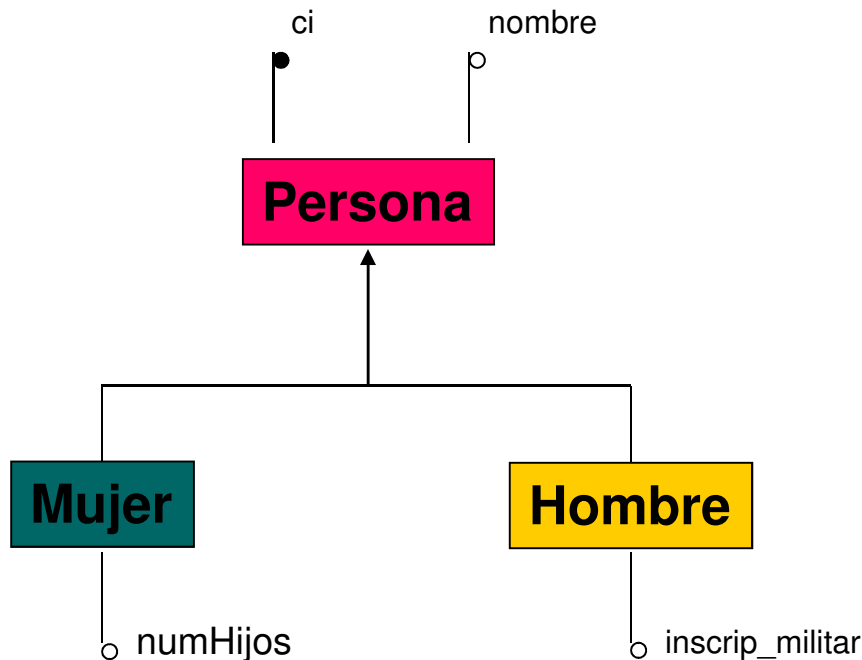 ci
nombre
Persona
Mujer
Hombre
numHijos
inscrip_militar